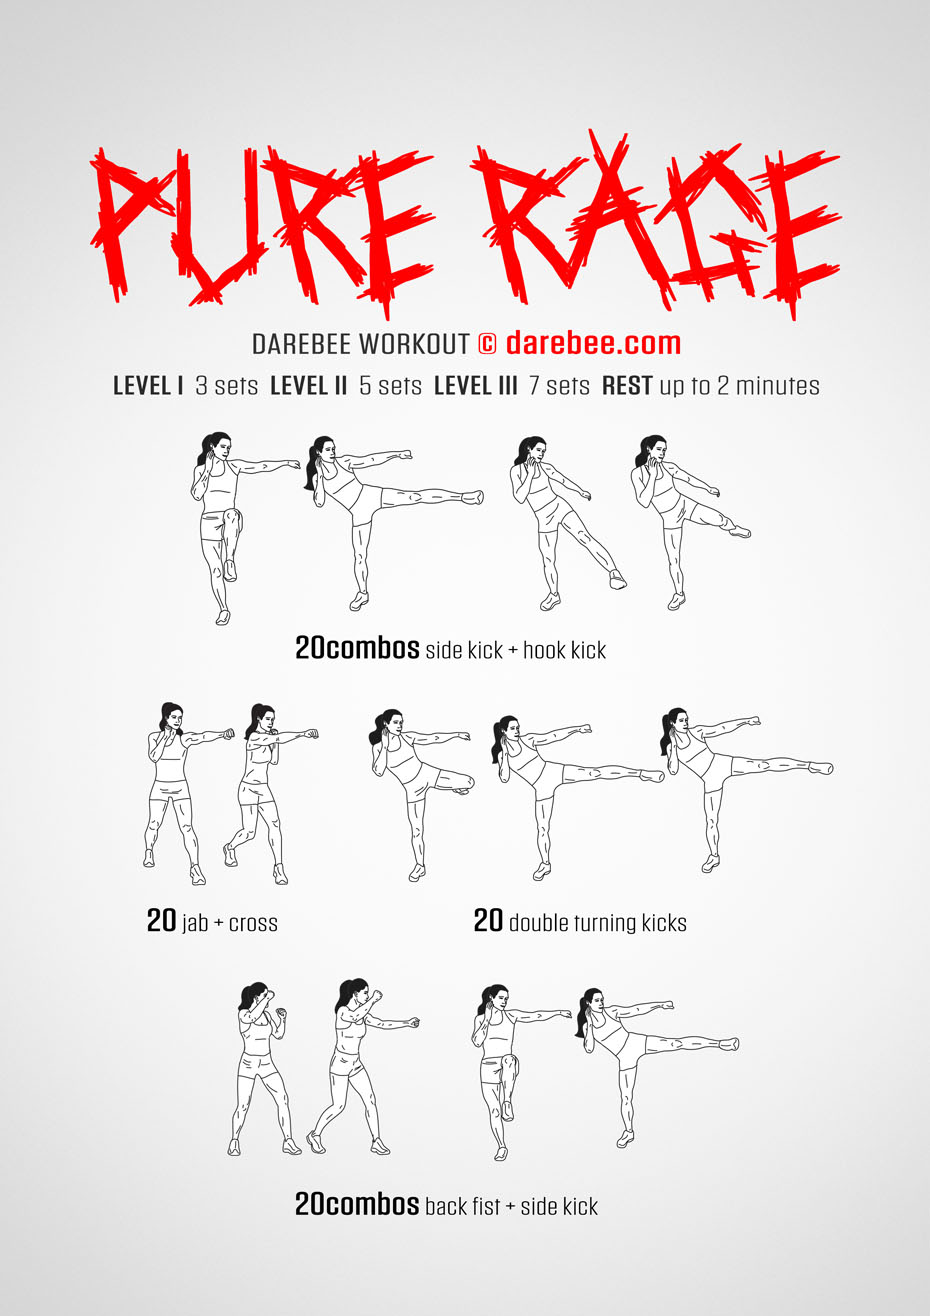 PURE RAGE
DAREBEE WORKOUT © darebee.com
LEVEL I 3 sets LEVEL II 5 sets LEVEL III 7 sets REST up to 2 minutes
20combos side kick + hook kick
20 jab + cross
20 double turning kicks
20combos back fist + side kick